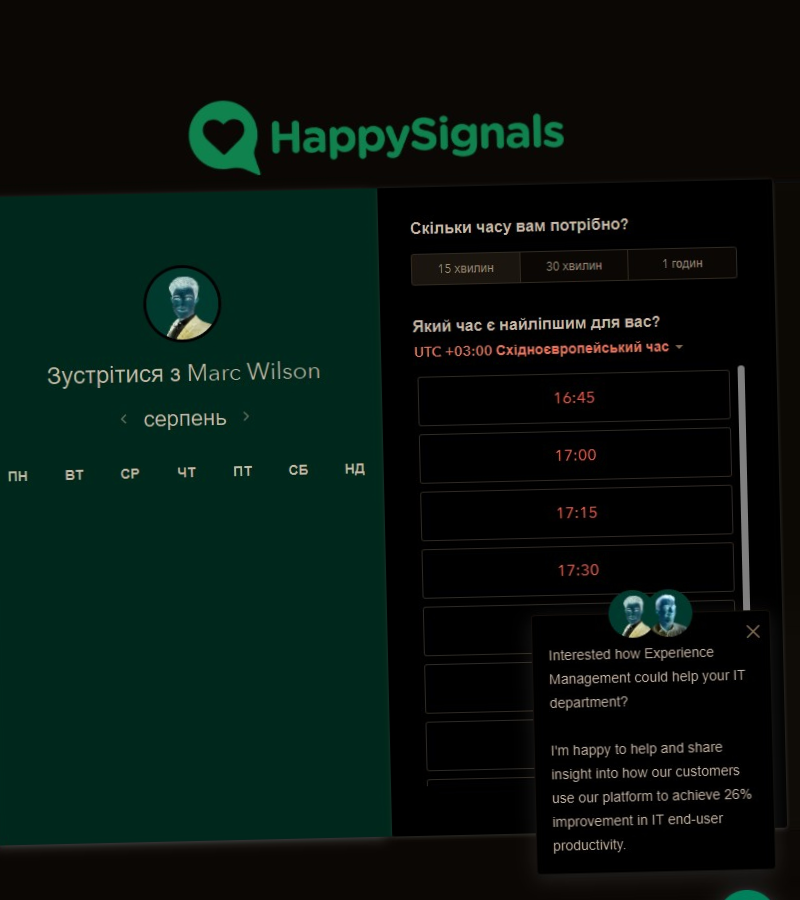 HappySignals
Зустрітися з Marc Wilson
серпень
ПН ВТ СР ЧТ ПТ СБ НД
Скільки часу вам потрібно?
15 хвилин 30 хвилин 1 годин
Який час є найліпшим для вас?
UTC +03:00 Східноєвропейський час
16:45
17:00
17:15
17:30
Interested how Experience
Management could help your IT
department?
I'm happy to help and share
insight into how our customers
use our platform to achieve 26%
improvement in IT end-user
productivity.